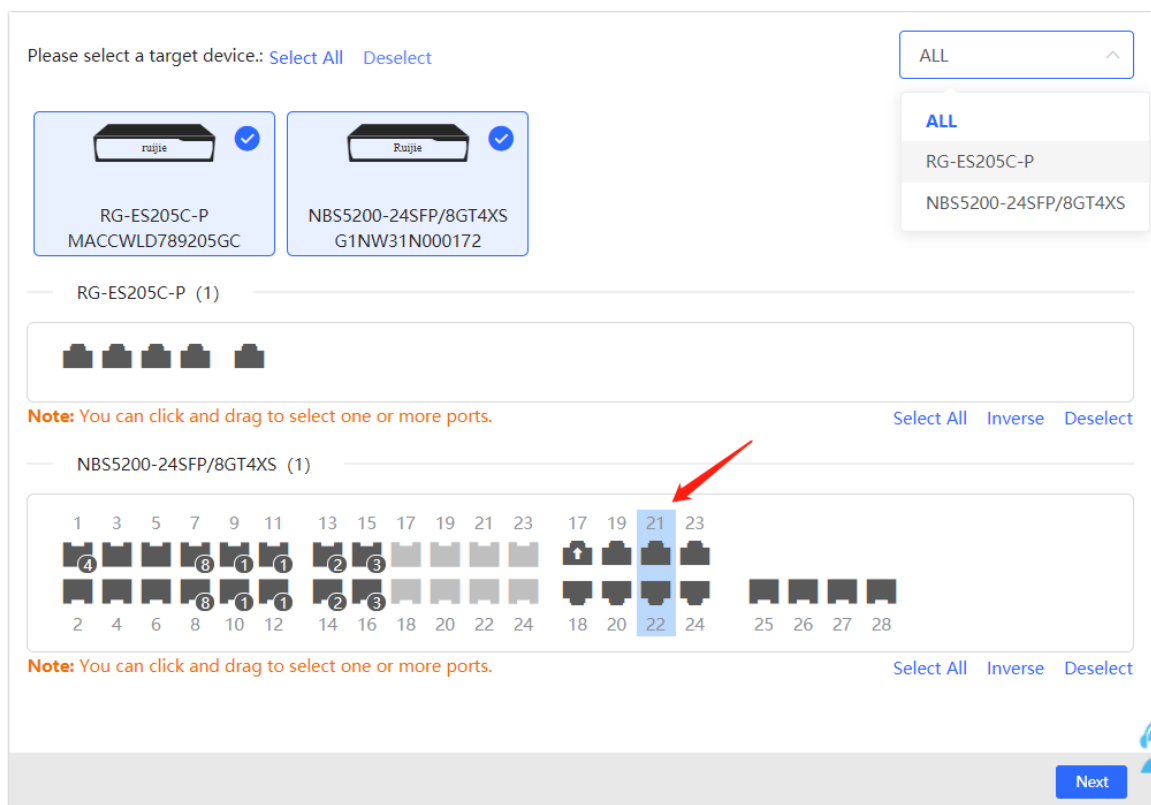 Please select a target device.: Select All Deselect
ALL
ALL
RG-ES205C-P
NBS5200-24SFP/8GT4XS
ruijie
Ruijie
RG-ES205C-P
MACCWLD789205GC
NBS5200-24SFP/8GT4XS
G1NW31N000172
RG-ES205C-P (1)
Note: You can click and drag to select one or more ports.
Select All Inverse Deselect
NBS5200-24SFP/8GT4XS (1)
1 3 5 7 9 11 13 15 17 19 21 23 17 19 21 23
4 8 1 1 2 3
8 1 1 2 3
2 4 6 8 10 12 14 16 18 20 22 24 18 20 22 24 25 26 27 28
Note: You can click and drag to select one or more ports.
Select All Inverse Deselect
Next